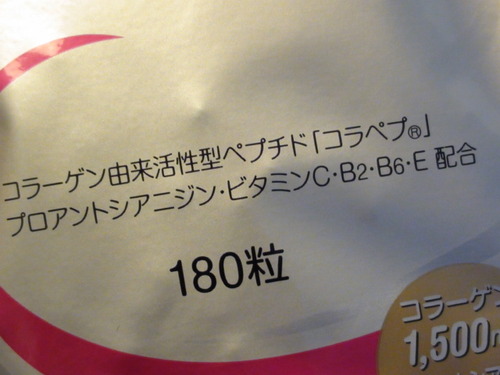 コラーゲン由来活性型ペプチド「コラペプ®」
プロアントシアニジン・ビタミンC・B2・B6・E 配合
180粒
コラーゲン
1,500